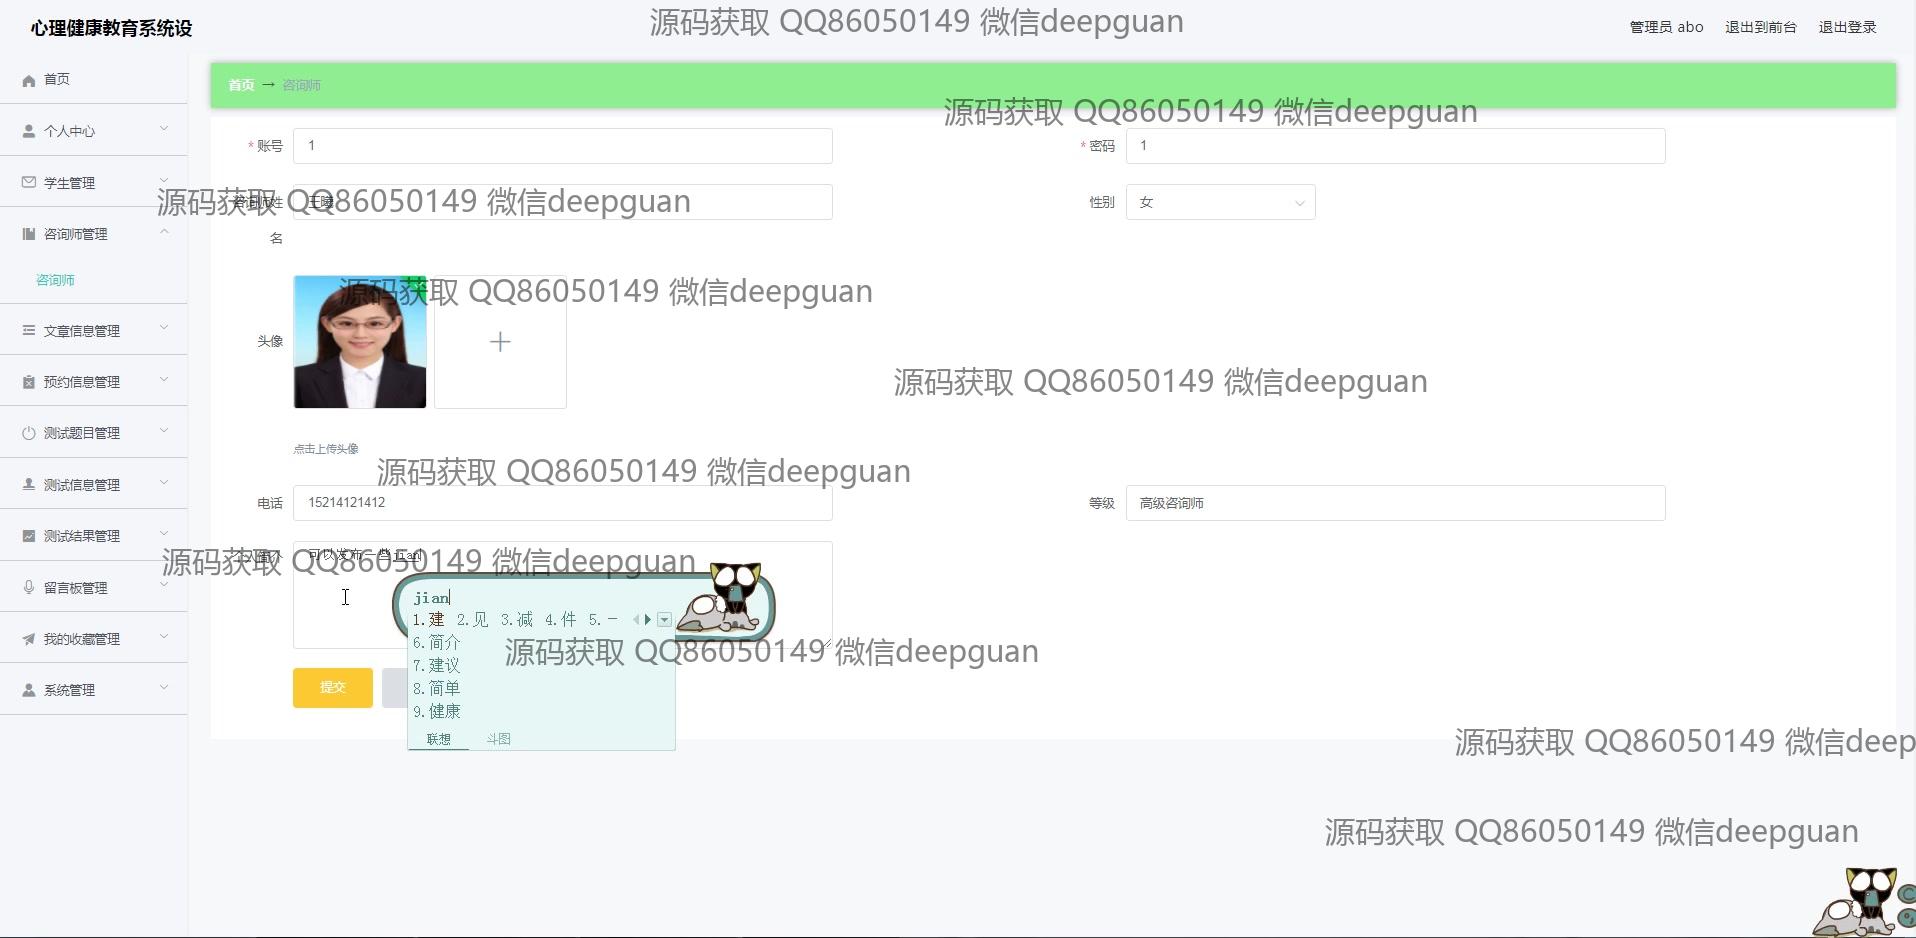 心理健康教育系统设
源码获取 QQ86050149 微信deepguan
管理员 abo 退出到前台 退出登录
首页
个人中心
学生管理
咨询师管理
咨询师
文章信息管理
预约信息管理
测试题目管理
测试信息管理
测试结果管理
留言板管理
我的收藏管理
系统管理
首页 → 咨询师
源码获取 QQ86050149 微信deepguan
* 账号 1
* 密码 1
源码获取 QQ86050149 微信deepguan
咨询师姓名
性别 女
头像
源码获取 QQ86050149 微信deepguan
源码获取 QQ86050149 微信deepguan
点击上传头像
源码获取 QQ86050149 微信deepguan
电话 15214121412
等级 高级咨询师
可以发布一些jian
源码获取 QQ86050149 微信deepguan
jian
1.建 2.见 3.减 4.件 5.一
6.简介
7.建议
8.简单
9.健康
联想 斗图
源码获取 QQ86050149 微信deepguan
提交
源码获取 QQ86050149 微信deep
源码获取 QQ86050149 微信deepguan